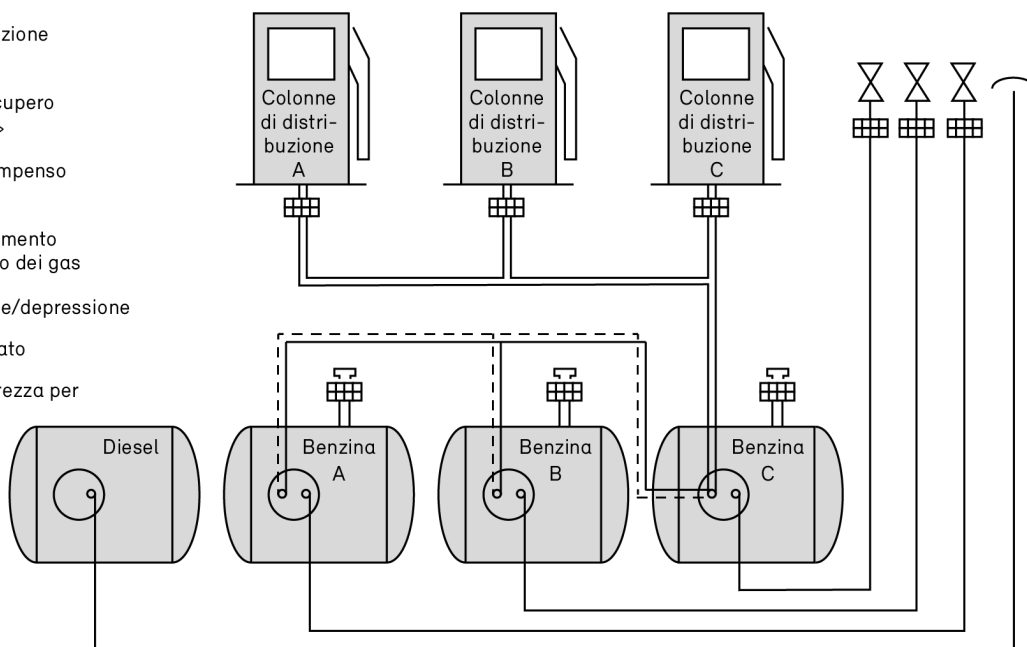 zione
cupero
>
mpenso
mento
o dei gas
e/depressione
ato
rezza per
Colonne
di distri-
buzione
A
Colonne
di distri-
buzione
B
Colonne
di distri-
buzione
C
Diesel
Benzina
A
Benzina
B
Benzina
C